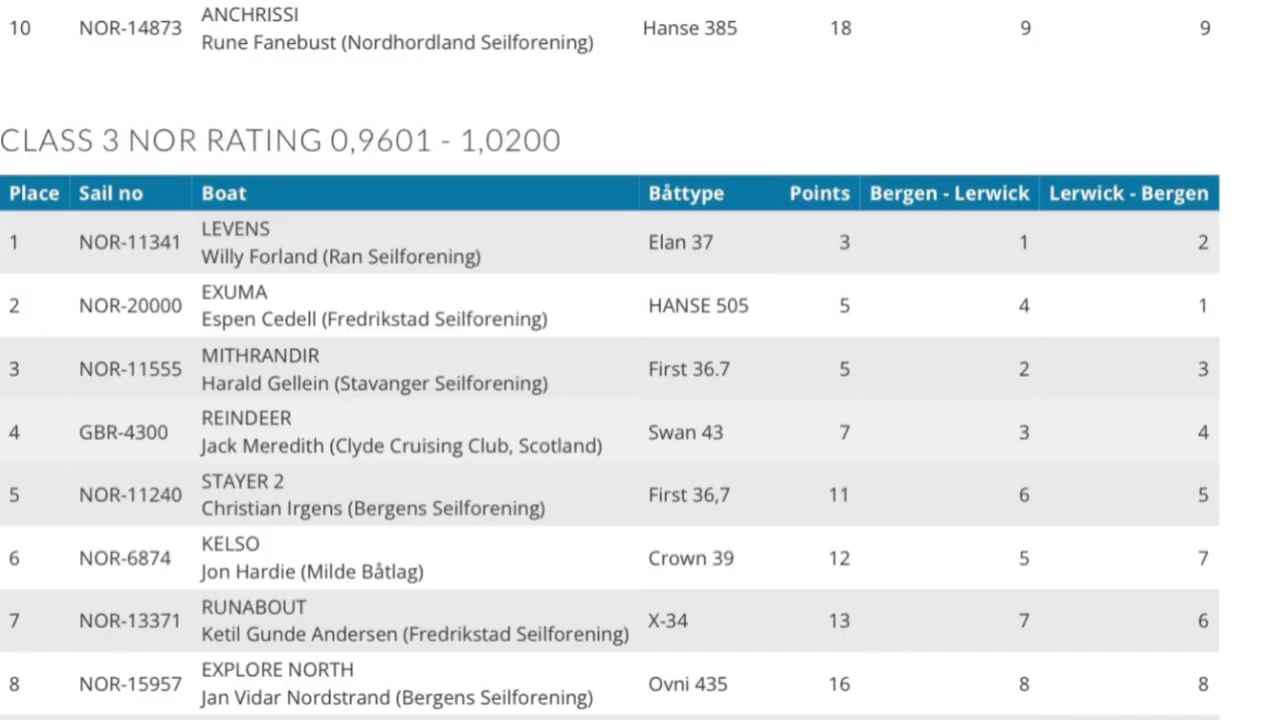 10 NOR-14873 ANCHRISSI Hanse 385 18 9 9
Rune Fanebust (Nordhordland Seilforening)
CLASS 3 NOR RATING 0,9601 - 1,0200
Place Sail no Boat Båttype Points Bergen - Lerwick Lerwick - Bergen
1 NOR-11341 LEVENS Elan 37 3 1 2
Willy Forland (Ran Seilforening)
2 NOR-20000 EXUMA HANSE 505 5 4 1
Espen Cedell (Fredrikstad Seilforening)
3 NOR-11555 MITHRANDIR First 36.7 5 2 3
Harald Gellein (Stavanger Seilforening)
4 GBR-4300 REINDEER Swan 43 7 3 4
Jack Meredith (Clyde Cruising Club, Scotland)
5 NOR-11240 STAYER 2 First 36,7 11 6 5
Christian Irgens (Bergens Seilforening)
6 NOR-6874 KELSO Crown 39 12 5 7
Jon Hardie (Milde Båtlag)
7 NOR-13371 RUNABOUT X-34 13 7 6
Ketil Gunde Andersen (Fredrikstad Seilforening)
8 NOR-15957 EXPLORE NORTH Ovni 435 16 8 8
Jan Vidar Nordstrand (Bergens Seilforening)